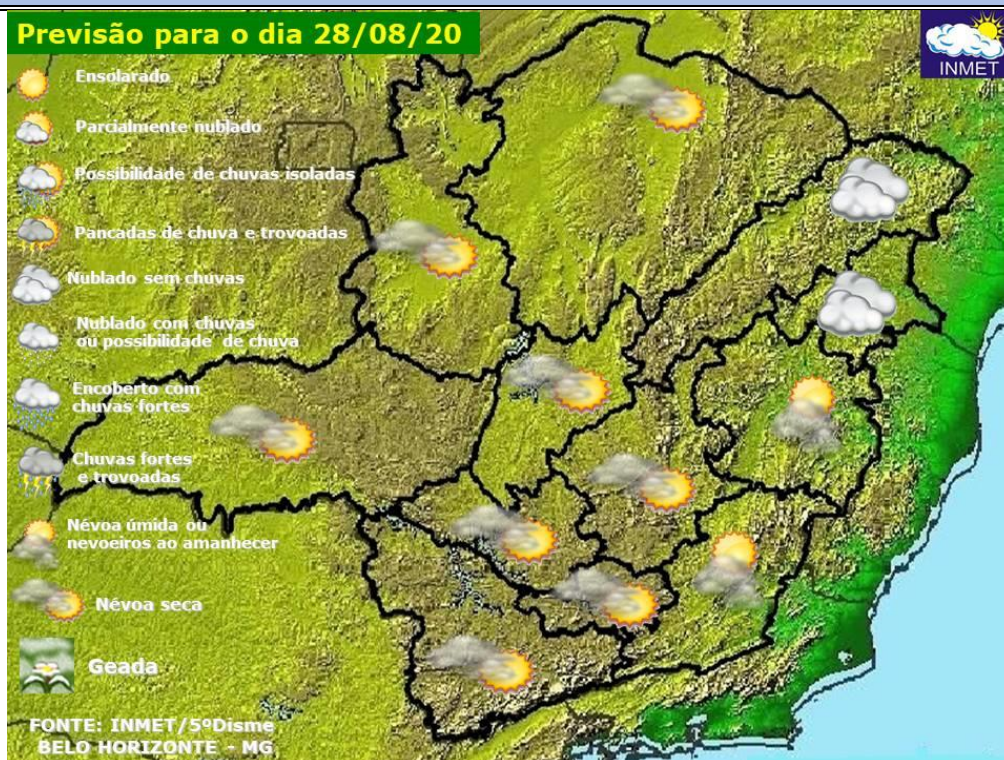 Previsão para o dia 28/08/20
INMET
Ensolarado
Parcialmente nublado
Possibilidade de chuvas isoladas
Pancadas de chuva e trovoadas
Nublado sem chuvas
Nublado com chuvas
ou possibilidade de chuva
Encoberto com
chuvas fortes
Chuvas fortes
e trovoadas
Névoa úmida ou
nevoeiros ao amanhecer
Névoa seca
Geada
FONTE: INMET/5ºDisme
BELO HORIZONTE - MG